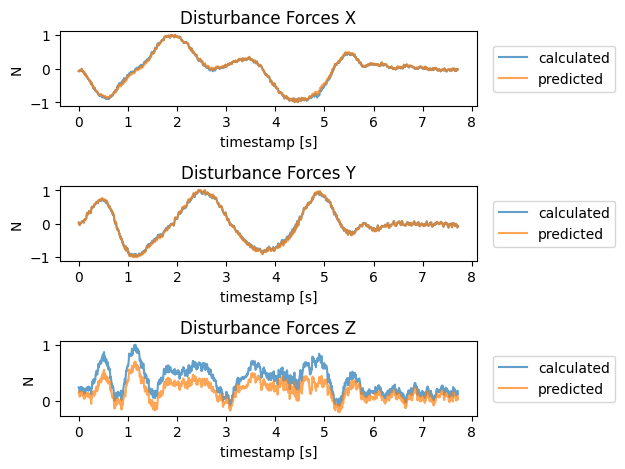 Disturbance Forces X
1
0
−1
N
0 1 2 3 4 5 6 7 8
timestamp [s]
calculated
predicted
Disturbance Forces Y
1
0
−1
N
0 1 2 3 4 5 6 7 8
timestamp [s]
calculated
predicted
Disturbance Forces Z
1
0
N
0 1 2 3 4 5 6 7 8
timestamp [s]
calculated
predicted